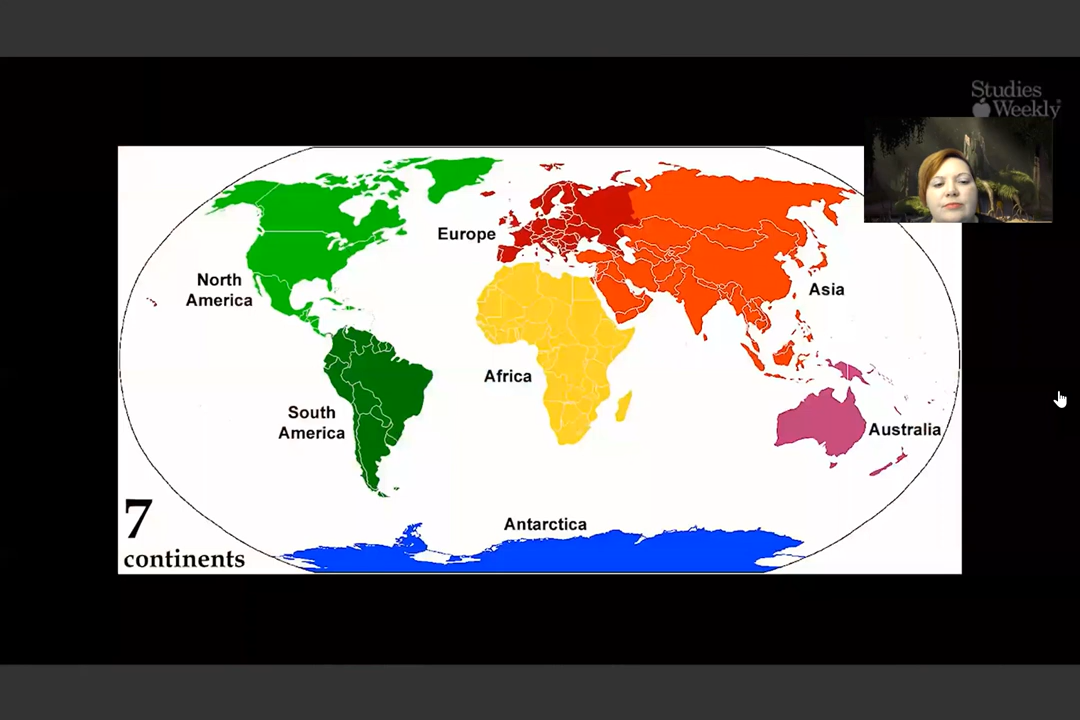 Studies
Weekly
Europe
North
America
Asia
Africa
South
America
Australia
Antarctica
7
continents